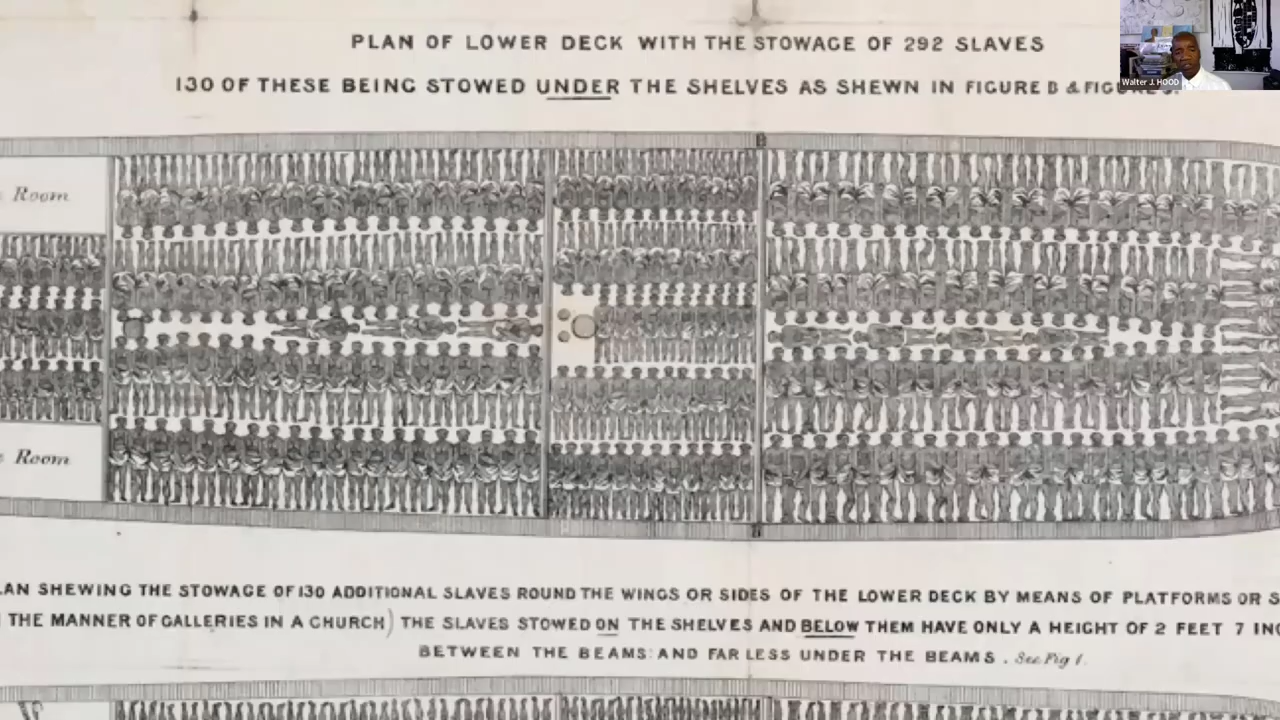 PLAN OF LOWER DECK WITH THE STOWAGE OF 292 SLAVES
130 OF THESE BEING STOWED UNDER THE SHELVES AS SHEWN IN FIGURE B &
Walter J. HOOD
Room
Room
LAN SHEWING THE STOWAGE OF 130 ADDITIONAL SLAVES ROUND THE WINGS OR SIDES OF THE LOWER DECK BY MEANS OF PLATFORMS OR S
THE MANNER OF GALLERIES IN A CHURCH) THE SLAVES STOWED ON THE SHELVES AND BELOW THEM HAVE ONLY A HEIGHT OF 2 FEET 7 INC
BETWEEN THE BEAMS: AND FAR LESS UNDER THE BEAMS. See Fig 1.